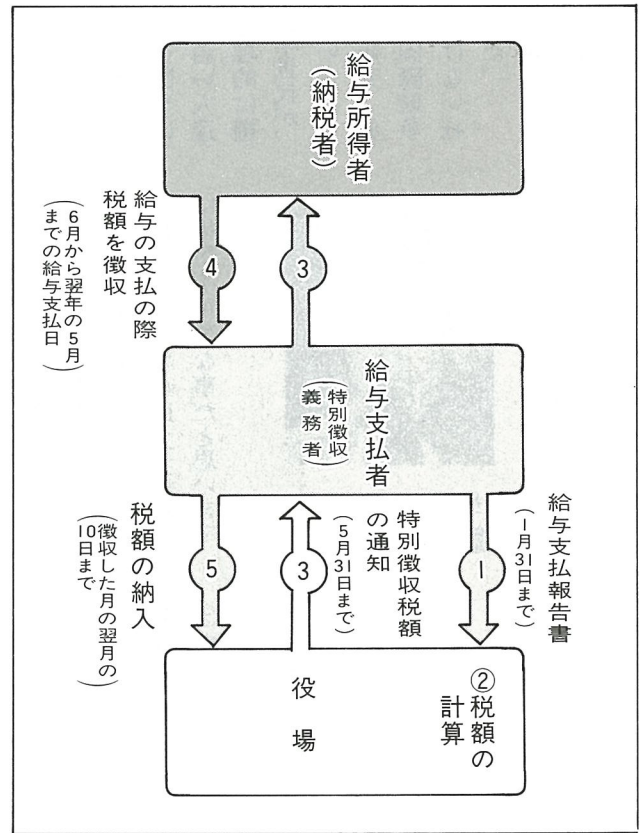 給与所得者
(納税者)
給与の支払の際
税額を徴収
(6月から翌年の5月
までの給与支払日)
4
3
給与支払者
(特別徴収
義務者)
給与支払報告書
(1月31日まで)
1
特別徴収税額
の通知
(5月31日まで)
3
税額の納入
(徴収した月の翌月の
10日まで)
5
②税額の
計算
役場